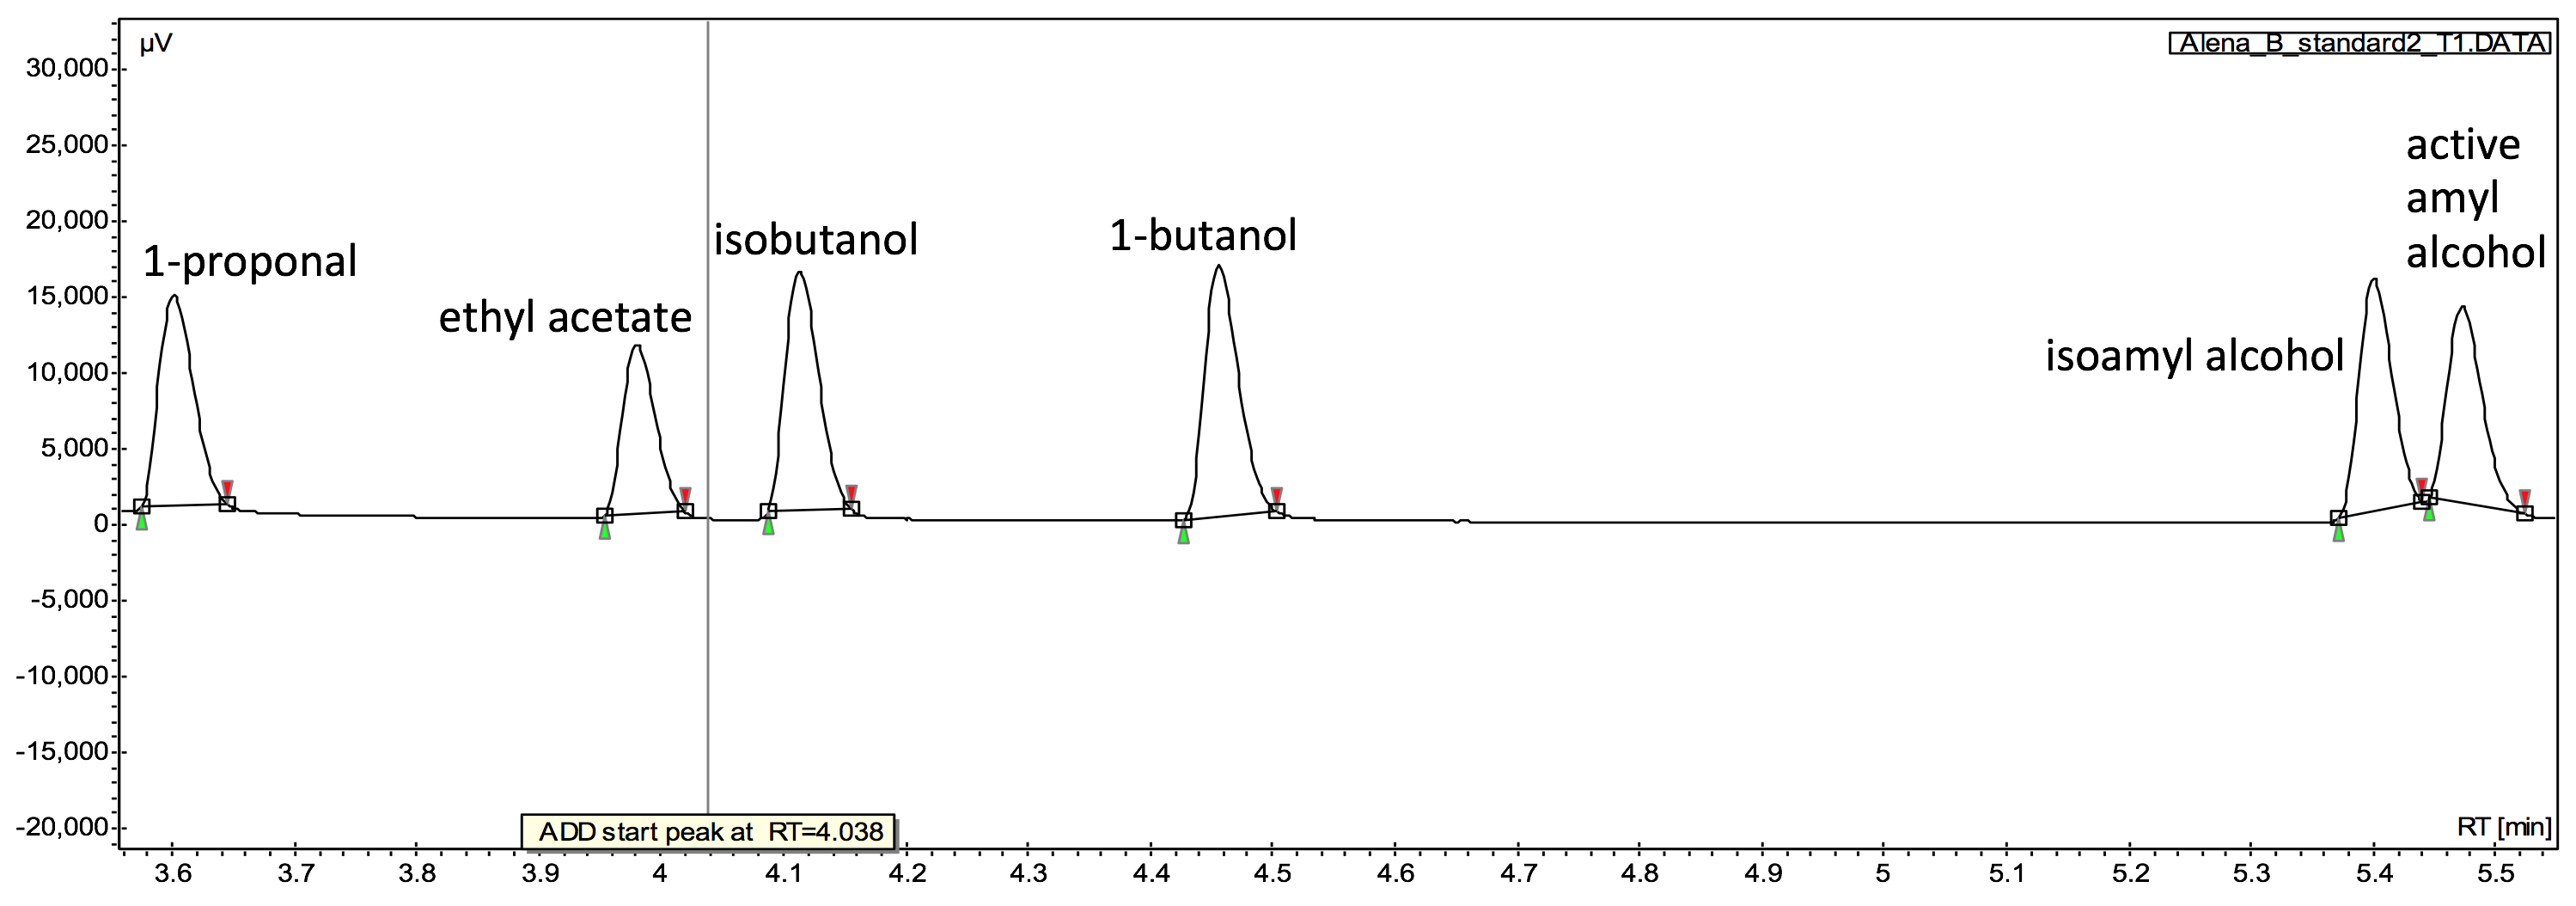 µV
Alena_B_standard2_T1.DATA
30,000
25,000
20,000
15,000
10,000
5,000
0
-5,000
-10,000
-15,000
-20,000
1-proponal
ethyl acetate
isobutanol
1-butanol
isoamyl alcohol
active
amyl
alcohol
ADD start peak at RT=4.038
RT [min]
3.6 3.7 3.8 3.9 4 4.1 4.2 4.3 4.4 4.5 4.6 4.7 4.8 4.9 5 5.1 5.2 5.3 5.4 5.5